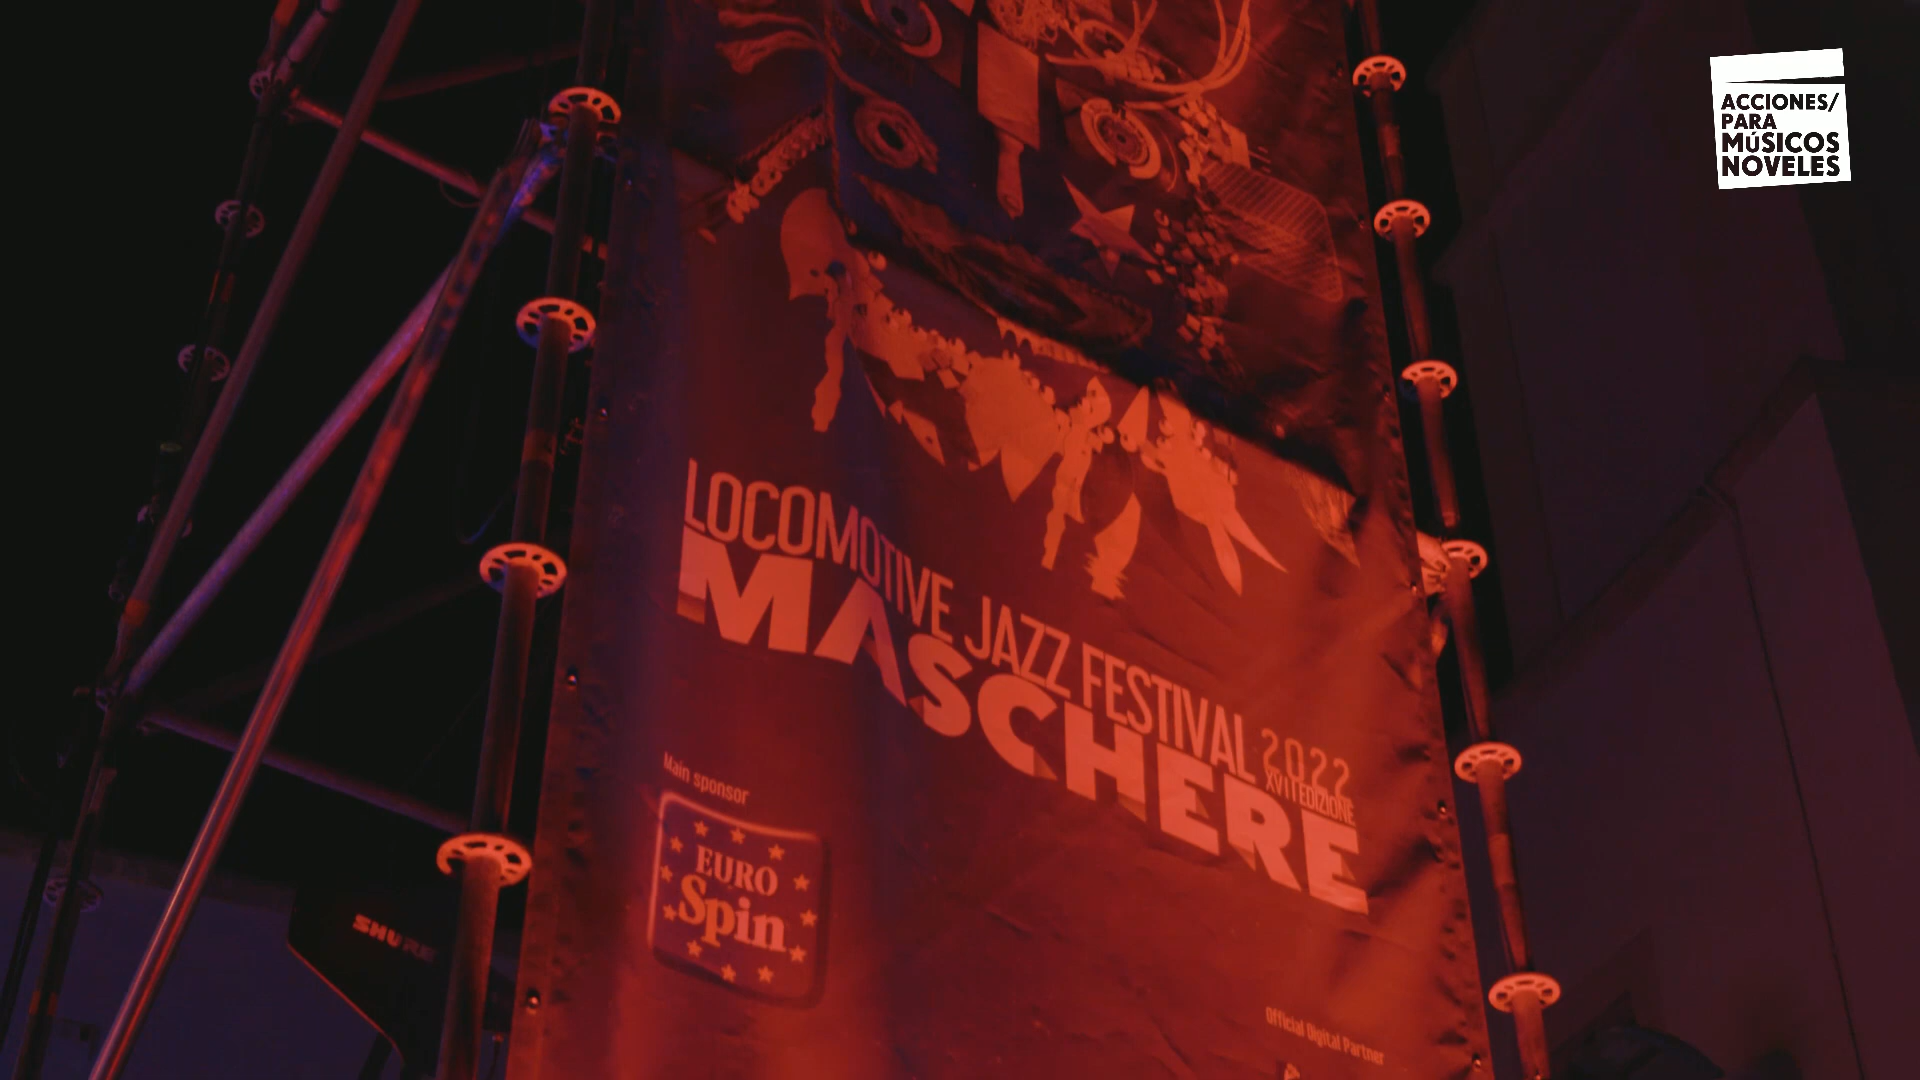 ACCIONES/
PARA
MÚSICOS
NOVELES
LOCOMOTIVE JAZZ FESTIVAL 2022
XVII EDIZIONE
MASCHERE
Main sponsor
EURO
Spin
SHURE
Official Digital Partner